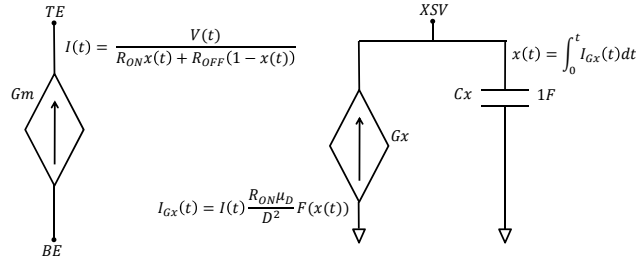 TE
I(t) = V(t) / (R_ON x(t) + R_OFF(1 − x(t)))
Gm
BE
XSV
x(t) = ∫_0^t I_Gx(t)dt
Cx
1F
Gx
I_Gx(t) = I(t) (R_ON μ_D / D^2) F(x(t))